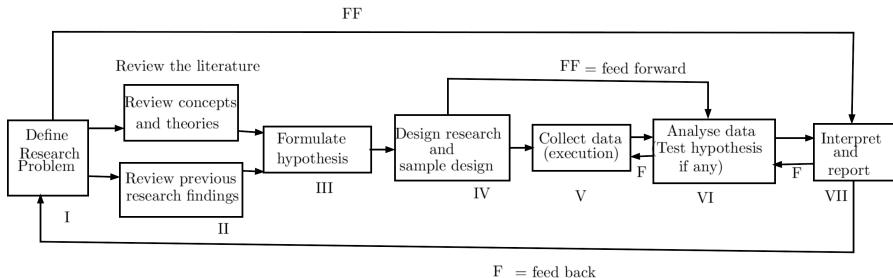 FF
Review the literature
FF = feed forward
Review concepts
and theories
Define
Research
Problem
Formulate
hypothesis
Design research
and
sample design
Collect data
(execution)
Analyse data
Test hypothesis
if any)
Interpret
and
report
Review previous
research findings
F
F
I
II
III
IV
V
VI
VII
F = feed back